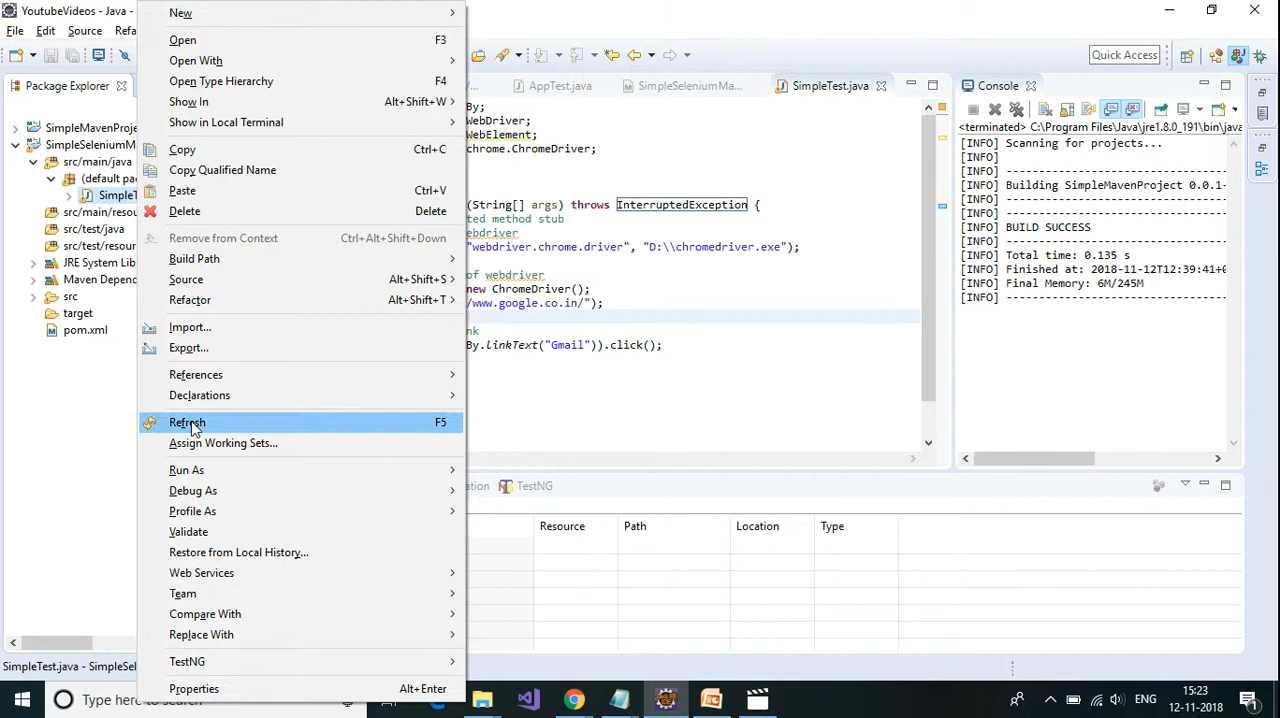 YoutubeVideos - Java -
File Edit Source Refa
Quick Access
Package Explorer
SimpleMavenProje
SimpleSeleniumMa
src/main/java
(default pac
SimpleT
src/main/resou
src/test/java
src/test/resour
JRE System Lib
Maven Depend
src
target
pom.xml
New
Open F3
Open With
Open Type Hierarchy F4
Show In Alt+Shift+W
Show in Local Terminal
Copy Ctrl+C
Copy Qualified Name
Paste Ctrl+V
Delete Delete
Remove from Context Ctrl+Alt+Shift+Down
Build Path
Source Alt+Shift+S
Refactor Alt+Shift+T
Import...
Export...
References
Declarations
Refresh F5
Assign Working Sets...
Run As
Debug As
Profile As
Validate
Restore from Local History...
Web Services
Team
Compare With
Replace With
TestNG
Properties Alt+Enter
AppTest.java SimpleSeleniumMa... SimpleTest.java
By;
WebDriver;
WebElement;
chrome.ChromeDriver;
(String[] args) throws InterruptedException {
ted method stub
ebdriver
"webdriver.chrome.driver", "D:\\chromedriver.exe");
of webdriver
new ChromeDriver();
/www.google.co.in/");
nk
By.linkText("Gmail")).click();
Console
<terminated> C:\Program Files\Java\jre1.8.0_191\bin\javaw
[INFO] Scanning for projects...
[INFO]
[INFO] ------------------------------
[INFO] Building SimpleMavenProject 0.0.1-
[INFO] ------------------------------
[INFO] BUILD SUCCESS
[INFO] ------------------------------
[INFO] Total time: 0.135 s
[INFO] Finished at: 2018-11-12T12:39:41+0
[INFO] Final Memory: 6M/245M
[INFO] ------------------------------
ation TestNG
Resource Path Location Type
SimpleTest.java - SimpleSel
Type here to search
ENG
15:23
12-11-2018
1